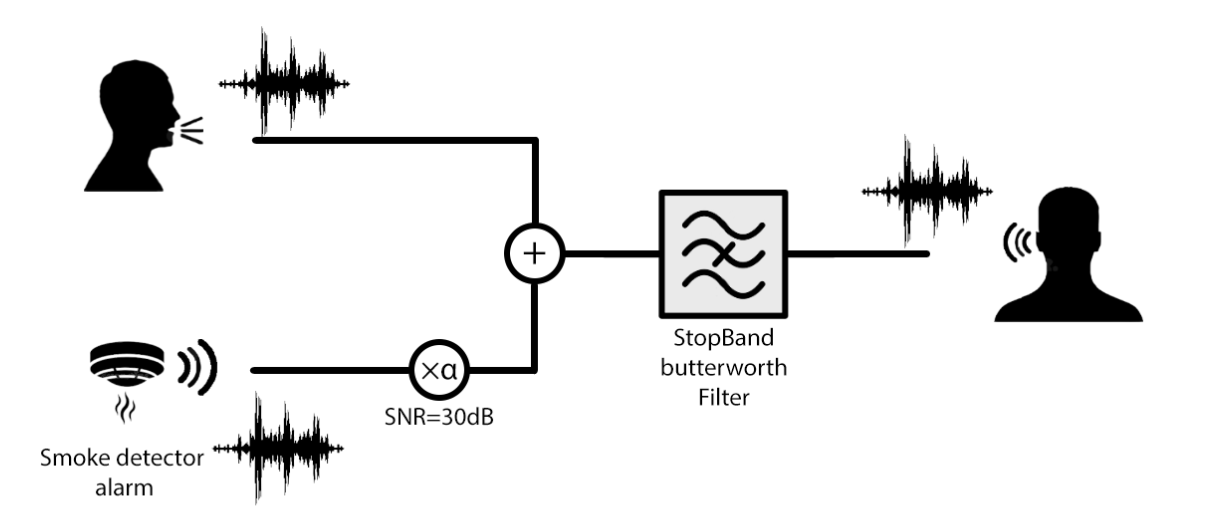 +
×α
SNR=30dB
StopBand
butterworth
Filter
Smoke detector
alarm